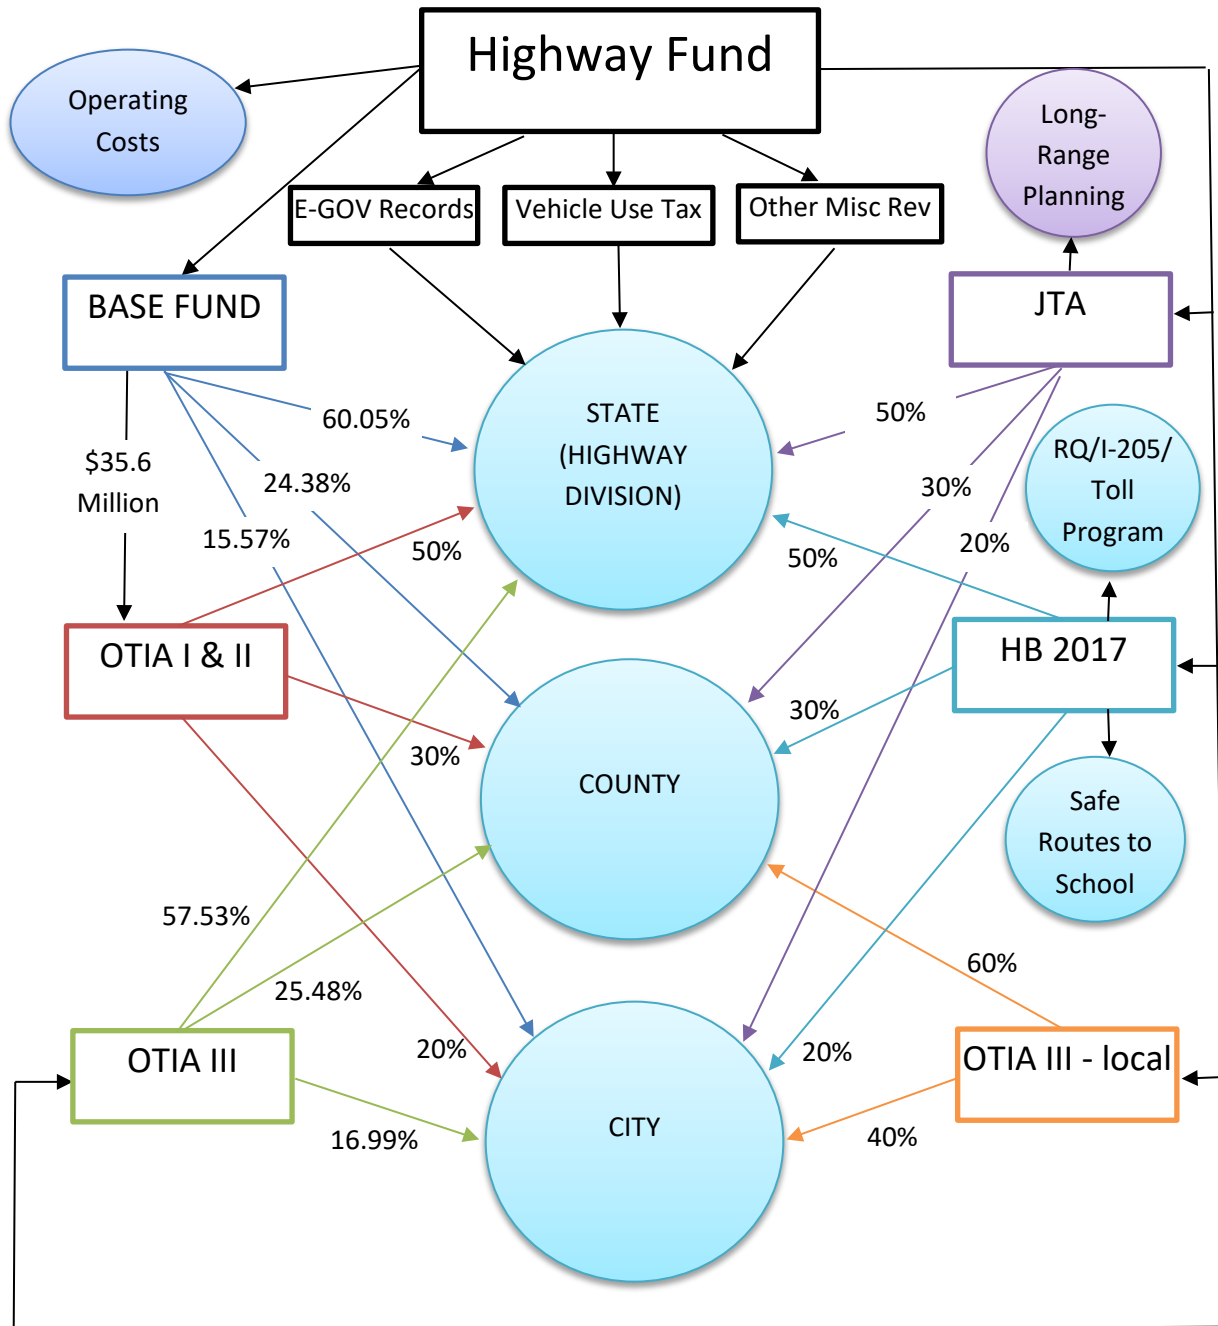 Highway Fund
Operating
Costs
Long-
Range
Planning
E-GOV Records
Vehicle Use Tax
Other Misc Rev
BASE FUND
JTA
STATE
(HIGHWAY
DIVISION)
60.05%
50%
$35.6
Million
24.38%
15.57%
50%
30%
20%
50%
RQ/I-205/
Toll
Program
OTIA I & II
HB 2017
30%
30%
COUNTY
Safe
Routes to
School
57.53%
25.48%
60%
OTIA III
20%
20%
OTIA III - local
16.99%
CITY
40%